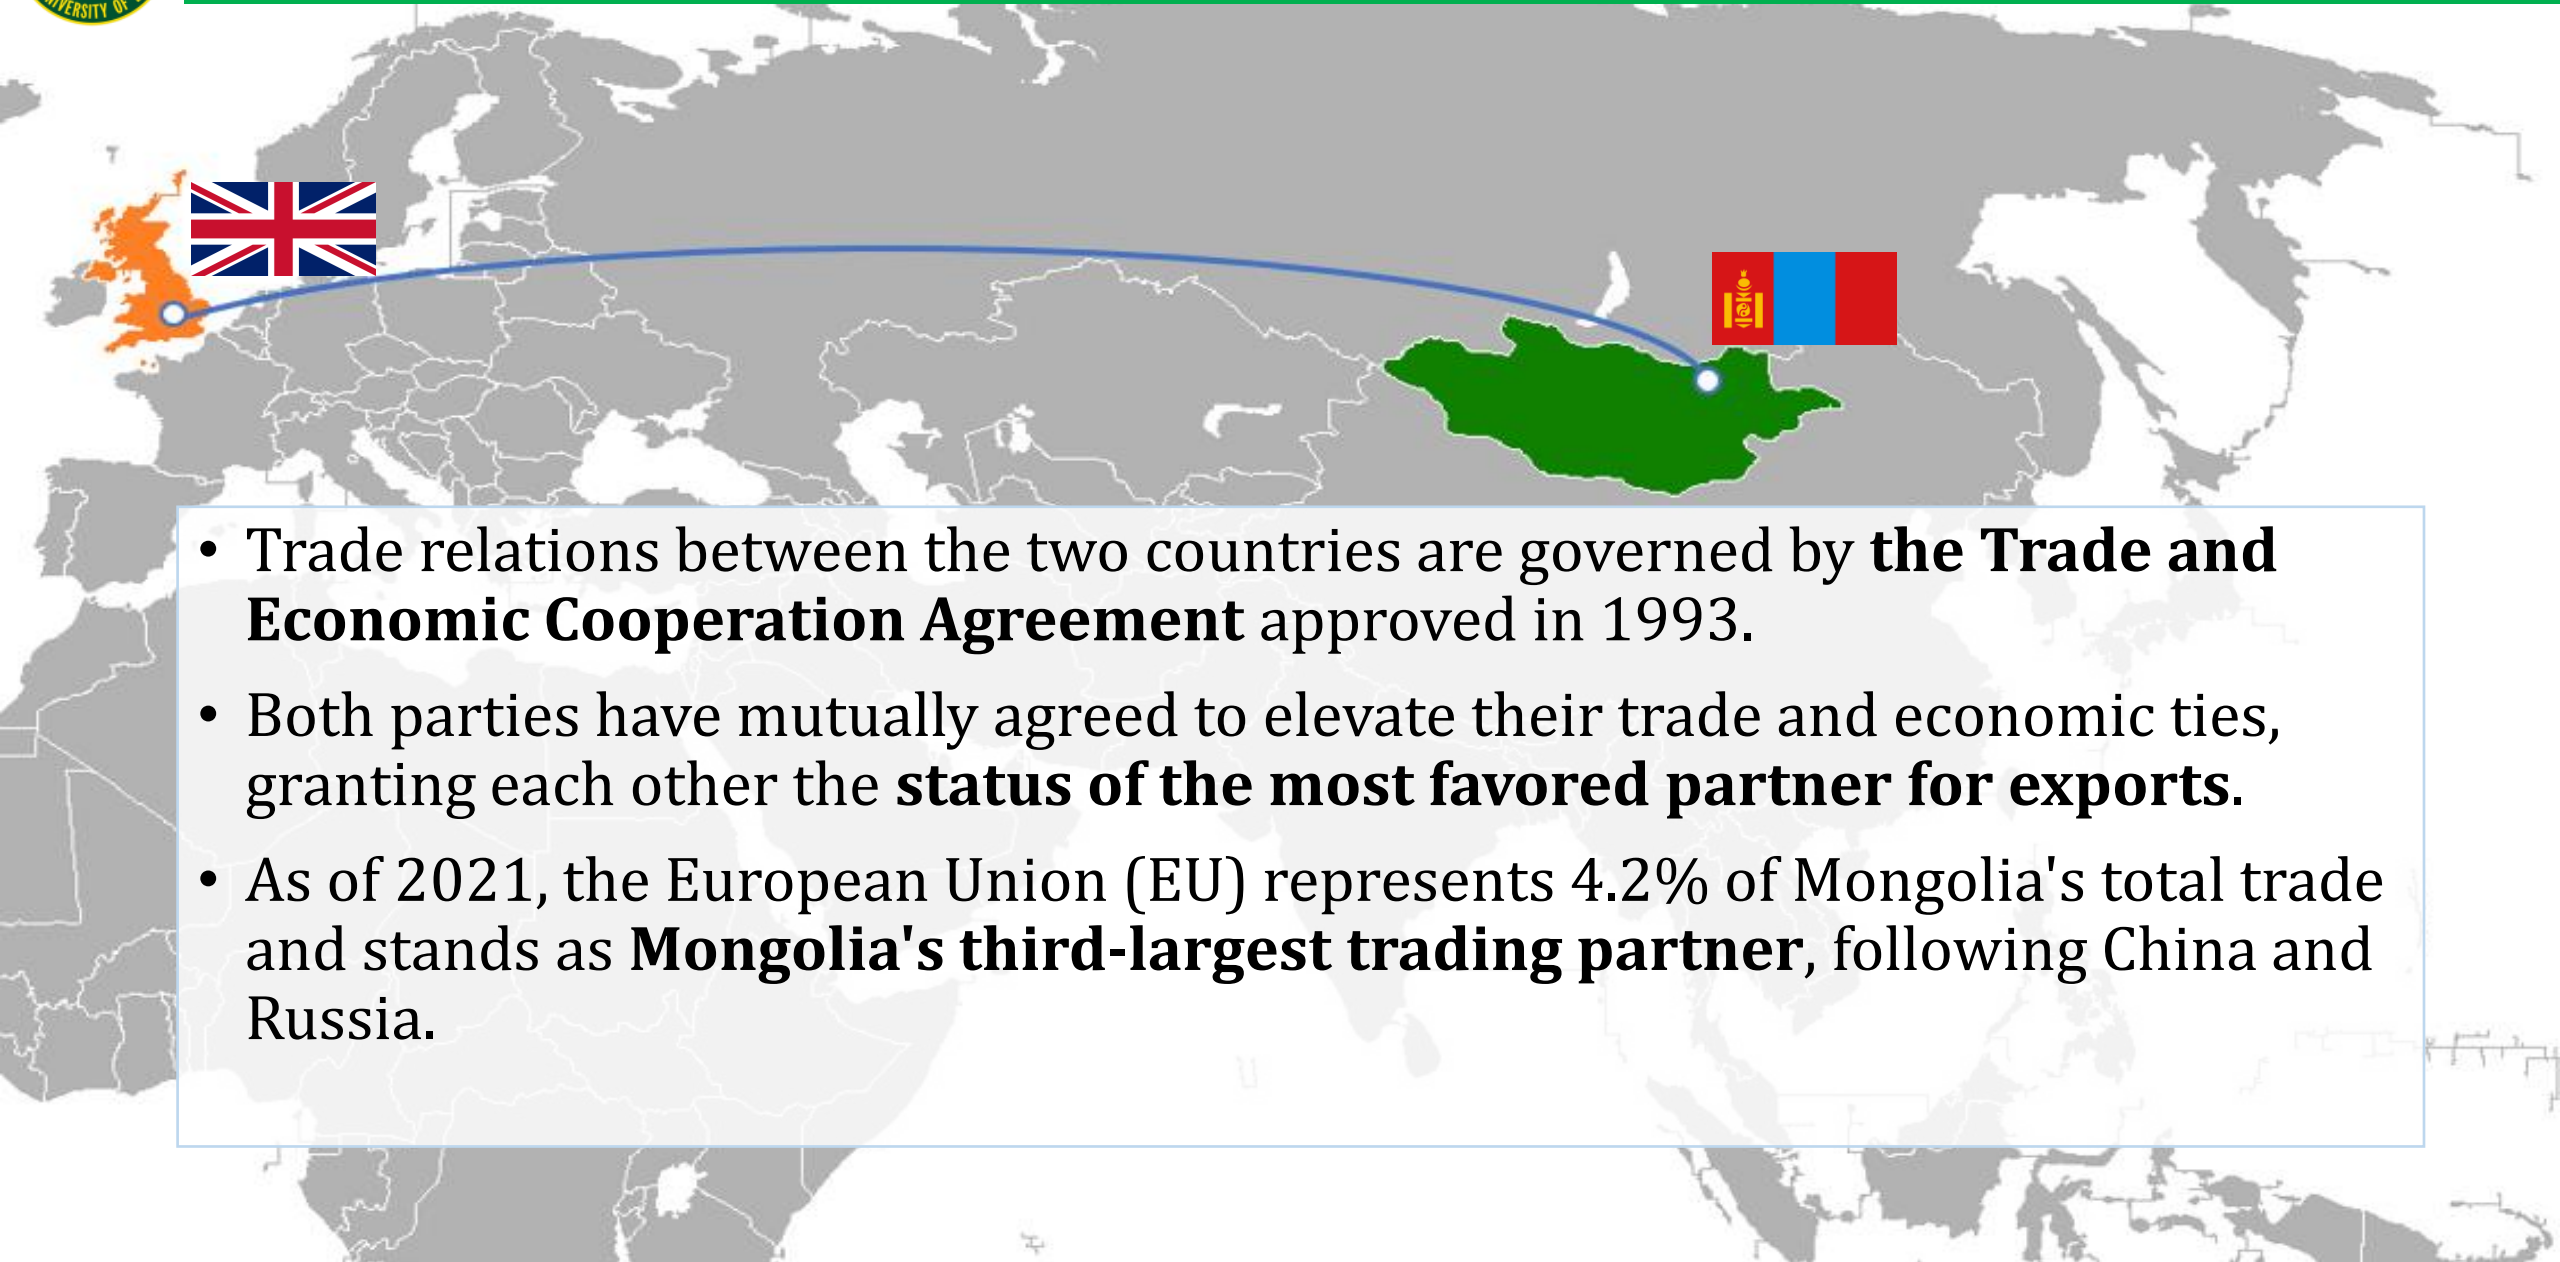 UNIVERSITY OF
• Trade relations between the two countries are governed by the Trade and
Economic Cooperation Agreement approved in 1993.
• Both parties have mutually agreed to elevate their trade and economic ties,
granting each other the status of the most favored partner for exports.
• As of 2021, the European Union (EU) represents 4.2% of Mongolia's total trade
and stands as Mongolia's third-largest trading partner, following China and
Russia.